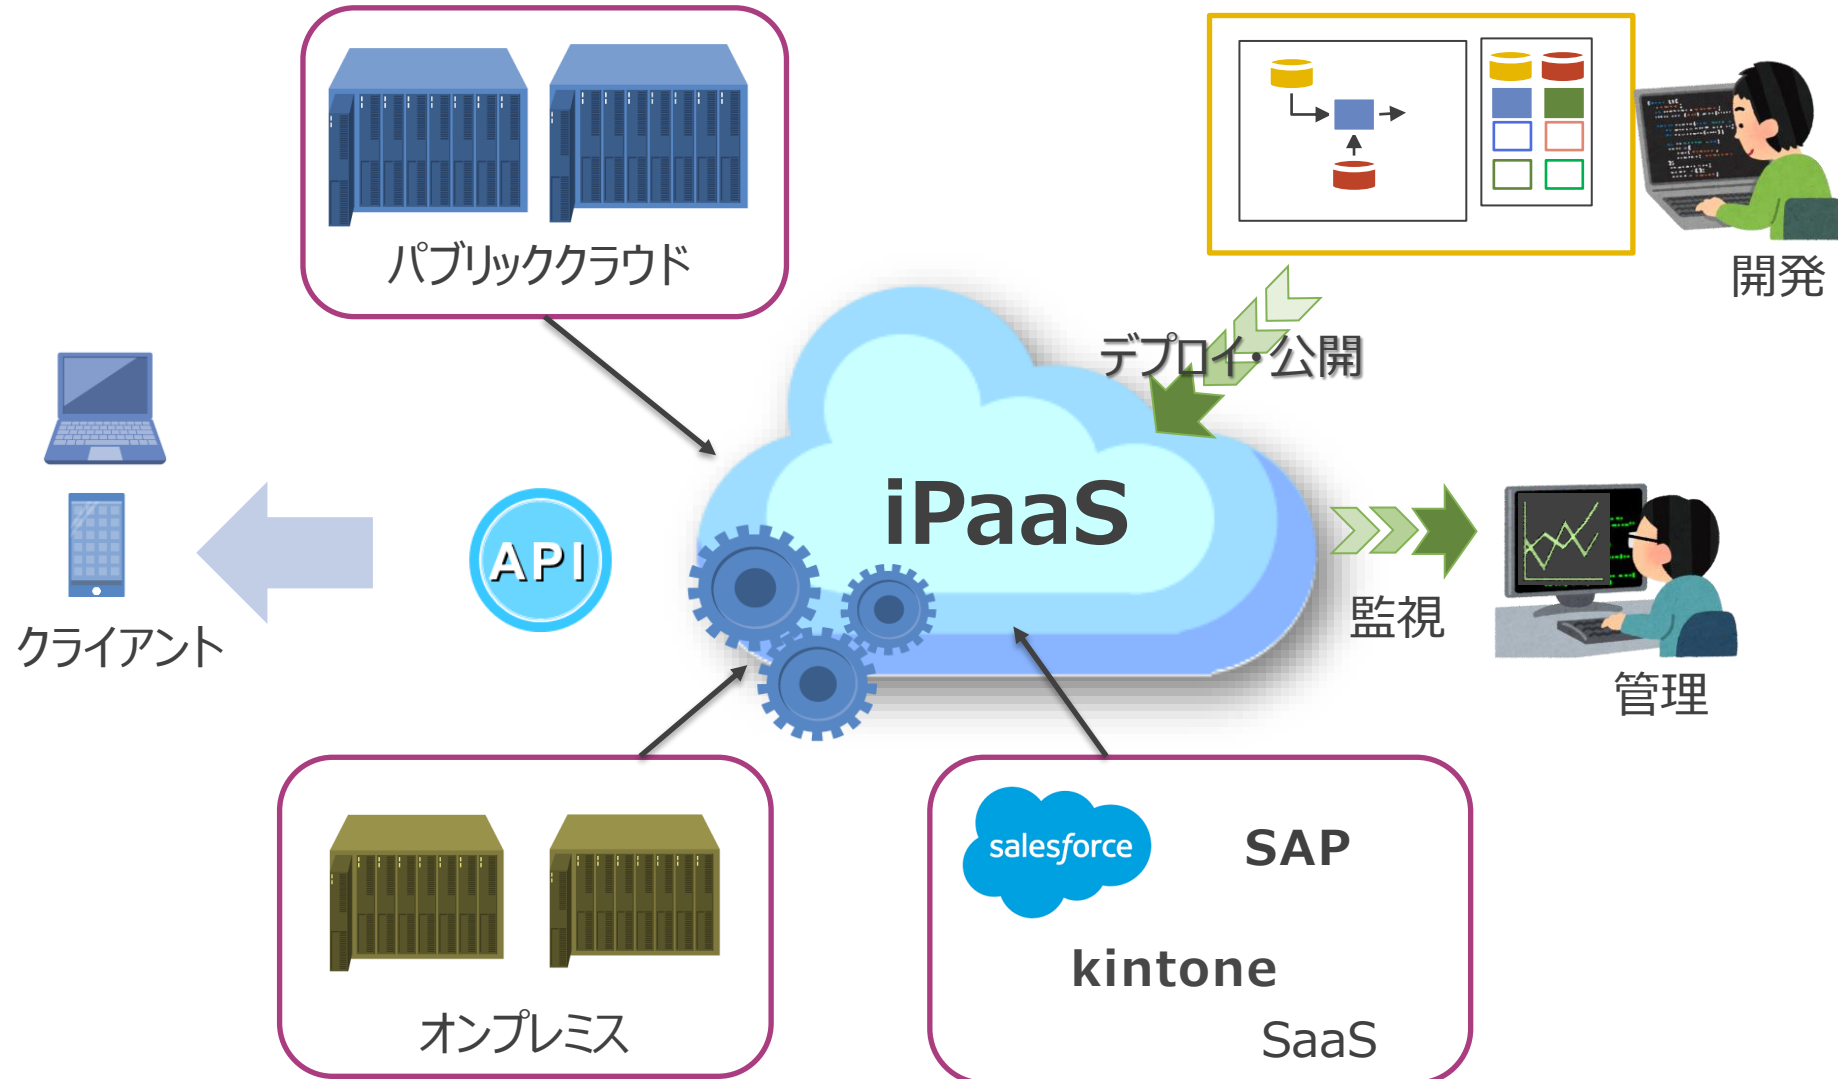 パブリッククラウド
開発
デプロイ・公開
iPaaS
API
クライアント
監視
管理
オンプレミス
salesforce
SAP
kintone
SaaS